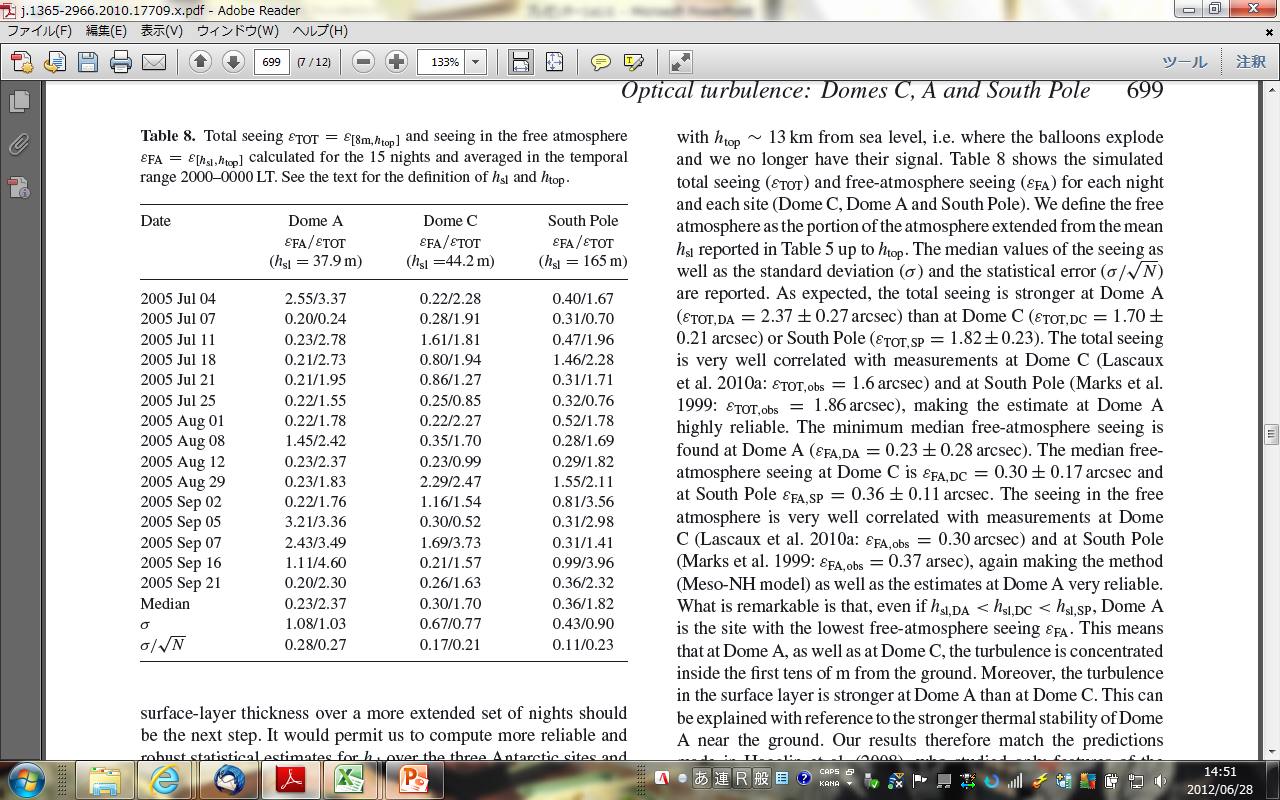 j.1365-2966.2010.17709.x.pdf - Adobe Reader
ファイル(F) 編集(E) 表示(V) ウィンドウ(W) ヘルプ(H)
699 (7 / 12) 133% ツール 注釈
Optical turbulence: Domes C, A and South Pole 699
Table 8. Total seeing εTOT = ε[8m,htop] and seeing in the free atmosphere
εFA = ε[hsl,htop] calculated for the 15 nights and averaged in the temporal
range 2000–0000 LT. See the text for the definition of hsl and htop.
Date Dome A Dome C South Pole
εFA/εTOT εFA/εTOT εFA/εTOT
(hsl = 37.9 m) (hsl =44.2 m) (hsl = 165 m)
2005 Jul 04 2.55/3.37 0.22/2.28 0.40/1.67
2005 Jul 07 0.20/0.24 0.28/1.91 0.31/0.70
2005 Jul 11 0.23/2.78 1.61/1.81 0.47/1.96
2005 Jul 18 0.21/2.73 0.80/1.94 1.46/2.28
2005 Jul 21 0.21/1.95 0.86/1.27 0.31/1.71
2005 Jul 25 0.22/1.55 0.25/0.85 0.32/0.76
2005 Aug 01 0.22/1.78 0.22/2.27 0.52/1.78
2005 Aug 08 1.45/2.42 0.35/1.70 0.28/1.69
2005 Aug 12 0.23/2.37 0.23/0.99 0.29/1.82
2005 Aug 29 0.23/1.83 2.29/2.47 1.55/2.11
2005 Sep 02 0.22/1.76 1.16/1.54 0.81/3.56
2005 Sep 05 3.21/3.36 0.30/0.52 0.31/2.98
2005 Sep 07 2.43/3.49 1.69/3.73 0.31/1.41
2005 Sep 16 1.11/4.60 0.21/1.57 0.99/3.96
2005 Sep 21 0.20/2.30 0.26/1.63 0.36/2.32
Median 0.23/2.37 0.30/1.70 0.36/1.82
σ 1.08/1.03 0.67/0.77 0.43/0.90
σ/√N 0.28/0.27 0.17/0.21 0.11/0.23
surface-layer thickness over a more extended set of nights should
be the next step. It would permit us to compute more reliable and
robust statistical estimates for h over the three Antarctic sites and
with htop ∼ 13 km from sea level, i.e. where the balloons explode
and we no longer have their signal. Table 8 shows the simulated
total seeing (εTOT) and free-atmosphere seeing (εFA) for each night
and each site (Dome C, Dome A and South Pole). We define the free
atmosphere as the portion of the atmosphere extended from the mean
hsl reported in Table 5 up to htop. The median values of the seeing as
well as the standard deviation (σ) and the statistical error (σ/√N)
are reported. As expected, the total seeing is stronger at Dome A
(εTOT,DA = 2.37 ± 0.27 arcsec) than at Dome C (εTOT,DC = 1.70 ±
0.21 arcsec) or South Pole (εTOT,SP = 1.82 ± 0.23). The total seeing
is very well correlated with measurements at Dome C (Lascaux
et al. 2010a: εTOT,obs = 1.6 arcsec) and at South Pole (Marks et al.
1999: εTOT,obs = 1.86 arcsec), making the estimate at Dome A
highly reliable. The minimum median free-atmosphere seeing is
found at Dome A (εFA,DA = 0.23 ± 0.28 arcsec). The median free-
atmosphere seeing at Dome C is εFA,DC = 0.30 ± 0.17 arcsec and
at South Pole εFA,SP = 0.36 ± 0.11 arcsec. The seeing in the free
atmosphere is very well correlated with measurements at Dome
C (Lascaux et al. 2010a: εFA,obs = 0.30 arcsec) and at South Pole
(Marks et al. 1999: εFA,obs = 0.37 arsec), again making the method
(Meso-NH model) as well as the estimates at Dome A very reliable.
What is remarkable is that, even if hsl,DA < hsl,DC < hsl,SP, Dome A
is the site with the lowest free-atmosphere seeing εFA. This means
that at Dome A, as well as at Dome C, the turbulence is concentrated
inside the first tens of m from the ground. Moreover, the turbulence
in the surface layer is stronger at Dome A than at Dome C. This can
be explained with reference to the stronger thermal stability of Dome
A near the ground. Our results therefore match the predictions
A あ 連 R 般 CAPS KANA 14:51
2012/06/28